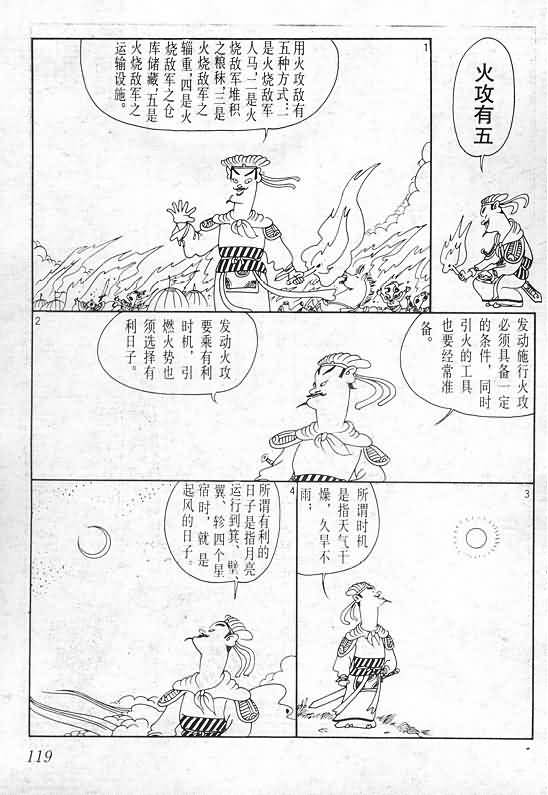 火攻有五
1
用火攻敌有
五种方式：一
是火烧敌军
人马，二是火
烧敌军堆积
之粮秣，三是
火烧敌军之
辎重，四是火
烧敌军之仓
库储藏，五是
火烧敌军之
运输设施。
2
发动施行火攻
必须具备一定
的条件，同时
引火的工具
也要经常准
备。
发动火攻
要乘有利
时机，引
燃火势也
须选择有
利日子。
3
所谓时机
是指天气干
燥，久旱不
雨；
4
所谓有利的
日子是指月亮
运行到箕、壁
翼、轸四个星
宿时，就是
起风的日子。
119